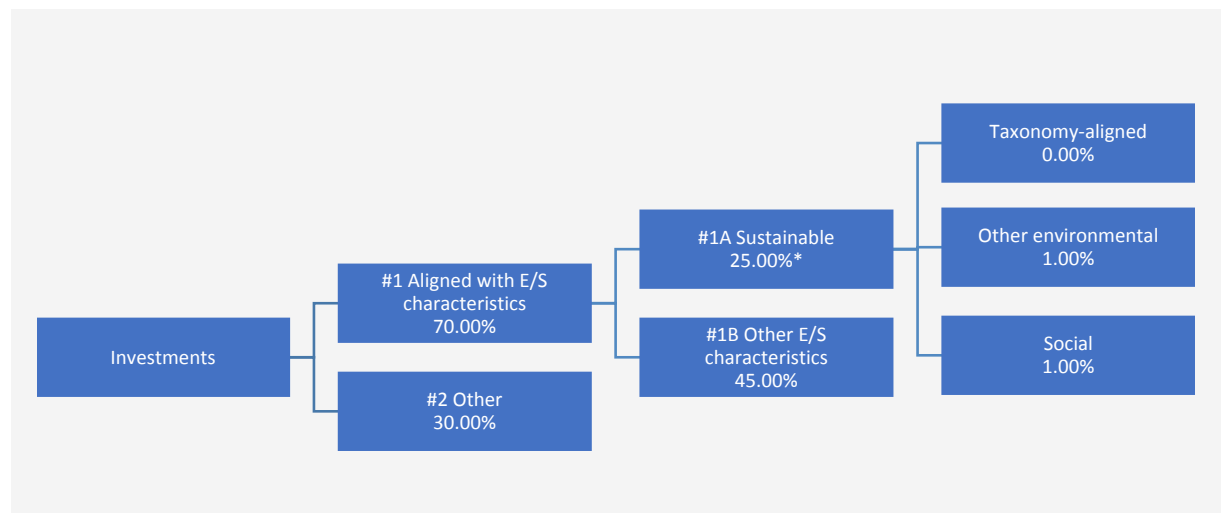 Investments
#1 Aligned with E/S
characteristics
70.00%
#2 Other
30.00%
#1A Sustainable
25.00%*
#1B Other E/S
characteristics
45.00%
Taxonomy-aligned
0.00%
Other environmental
1.00%
Social
1.00%